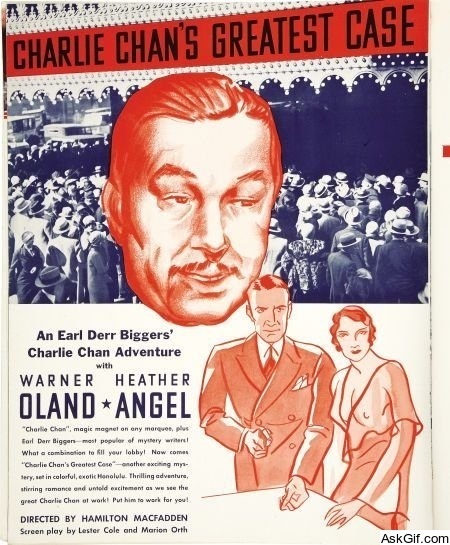 CHARLIE CHAN'S GREATEST CASE
An Earl Derr Biggers'
Charlie Chan Adventure
with
WARNER HEATHER
OLAND ★ ANGEL
"Charlie Chan", magic magnet on any marquee, plus
Earl Derr Biggers—most popular of mystery writers!
What a combination to fill your lobby! Now comes
"Charlie Chan's Greatest Case"—another exciting mys-
tery, set in colorful, exotic Honolulu. Thrilling adventure,
stirring romance and untold excitement as we see the
great Charlie Chan at work! Put him to work for you!
DIRECTED BY HAMILTON MACFADDEN
Screen play by Lester Cole and Marion Orth
AskGif.com